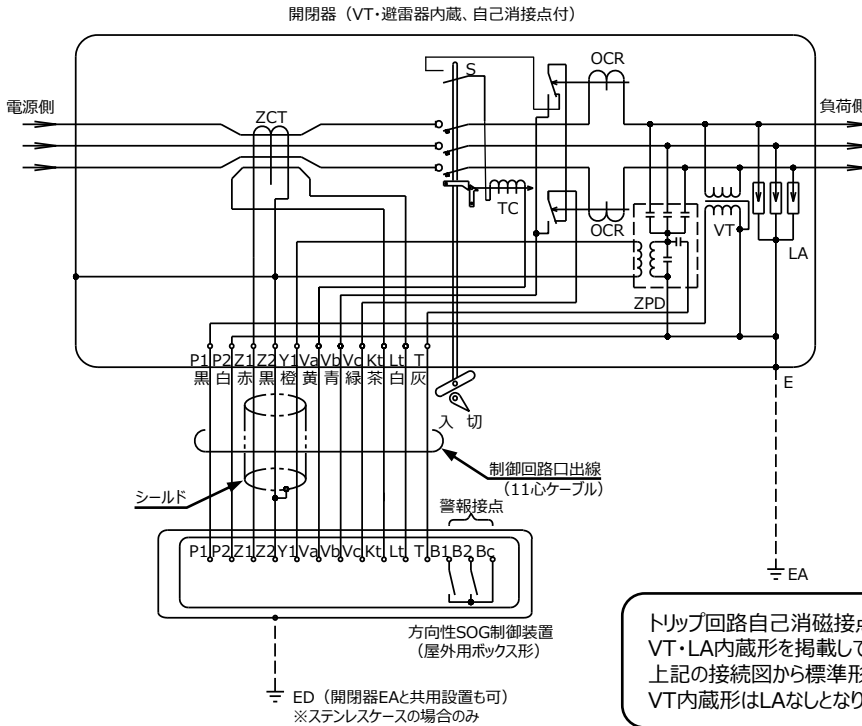 開閉器（VT・避雷器内蔵、自己消接点付）
電源側
負荷側
ZCT
S
OCR
TC
OCR
ZPD
VT
LA
P1 P2 Z1 Z2 Y1 Va Vb Vc Kt Lt T
黒 白 赤 黒 橙 黄 青 緑 茶 白 灰
E
入 切
制御回路口出線
（11心ケーブル）
シールド
警報接点
P1 P2 Z1 Z2 Y1 Va Vb Vc Kt Lt T B1 B2 Bc
EA
方向性SOG制御装置
（屋外用ボックス形）
ED（開閉器EAと共用設置も可）
※ステンレスケースの場合のみ
トリップ回路自己消磁接点
VT・LA内蔵形を掲載して
上記の接続図から標準形
VT内蔵形はLAなしとなり